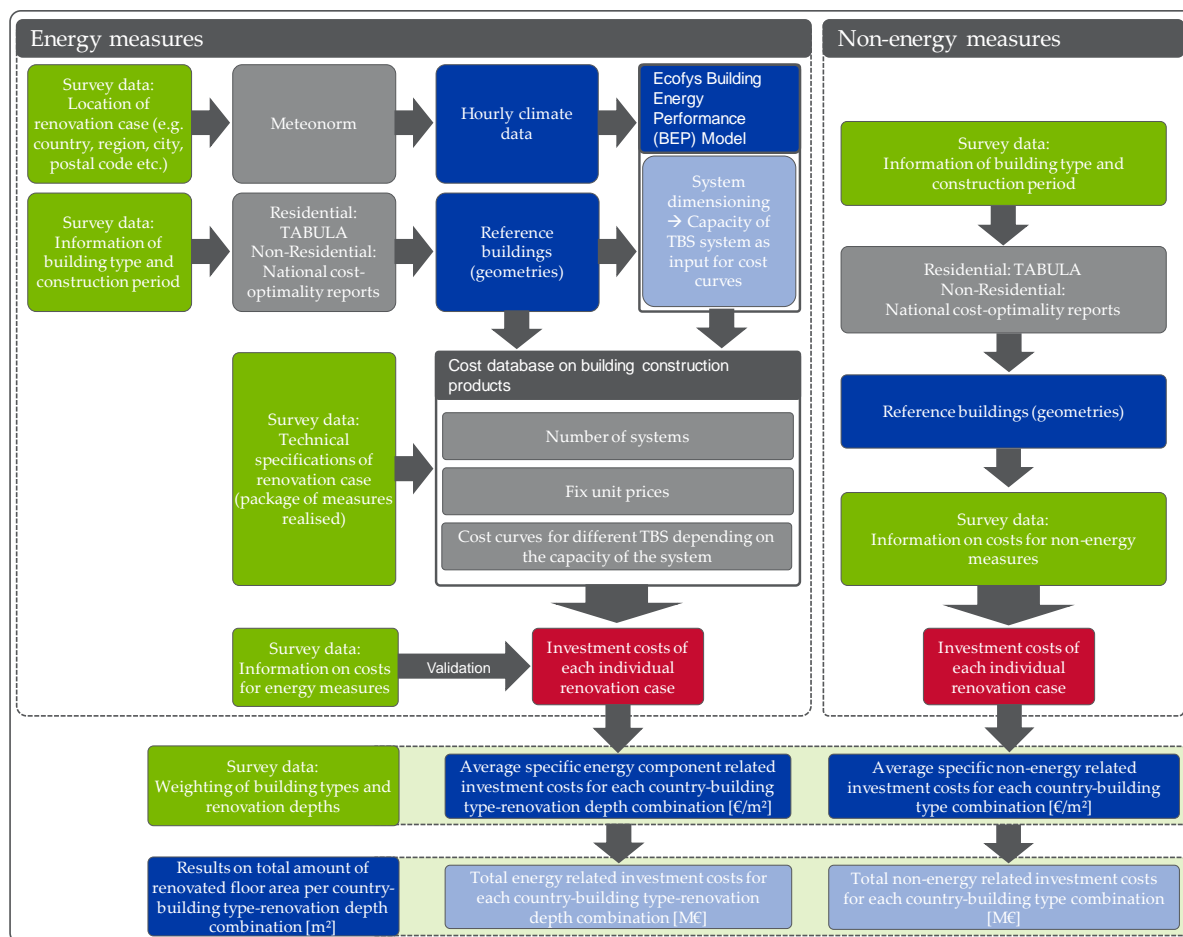 Energy measures
Non-energy measures
Survey data:
Location of
renovation case (e.g.
country, region, city,
postal code etc.)
Meteonorm
Hourly climate
data
Ecofys Building
Energy
Performance
(BEP) Model
System
dimensioning
→ Capacity of
TBS system as
input for cost
curves
Survey data:
Information of
building type and
construction period
Residential:
TABULA
Non-Residential:
National cost-
optimality reports
Reference
buildings
(geometries)
Survey data:
Technical
specifications of
renovation case
(package of measures
realised)
Cost database on building construction
products
Number of systems
Fix unit prices
Cost curves for different TBS depending on
the capacity of the system
Survey data:
Information on costs
for energy measures
Validation
Investment costs of
each individual
renovation case
Survey data:
Information of building type and
construction period
Residential: TABULA
Non-Residential:
National cost-optimality reports
Reference buildings (geometries)
Survey data:
Information on costs for non-energy
measures
Investment costs of
each individual
renovation case
Survey data:
Weighting of building types and
renovation depths
Average specific energy component related
investment costs for each country-building
type-renovation depth combination [€/m²]
Average specific non-energy related
investment costs for each country-building
type combination [€/m²]
Results on total amount of
renovated floor area per country-
building type-renovation depth
combination [m²]
Total energy related investment costs for
each country-building type-renovation
depth combination [M€]
Total non-energy related investment costs
for each country-building type combination
[M€]